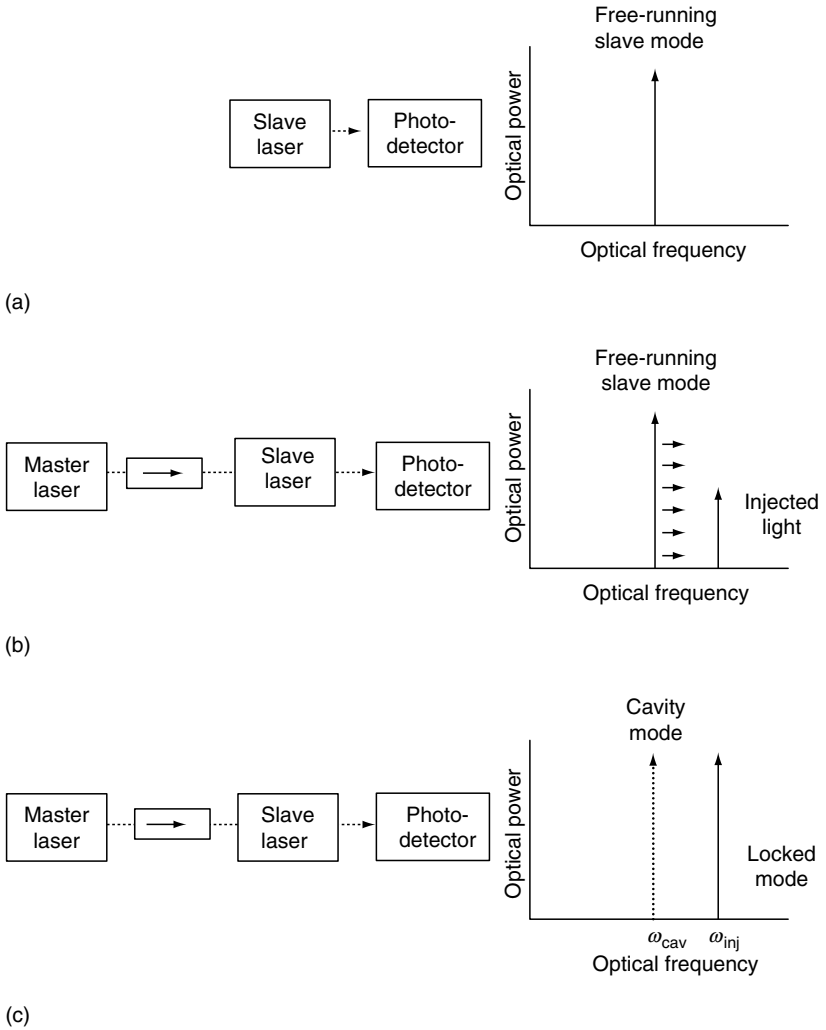 Free-running
slave mode
Slave
laser
Photo-
detector
Optical power
Optical frequency
(a)
Free-running
slave mode
Master
laser
Slave
laser
Photo-
detector
Optical power
Injected
light
Optical frequency
(b)
Cavity
mode
Master
laser
Slave
laser
Photo-
detector
Optical power
Locked
mode
ω_cav ω_inj
Optical frequency
(c)